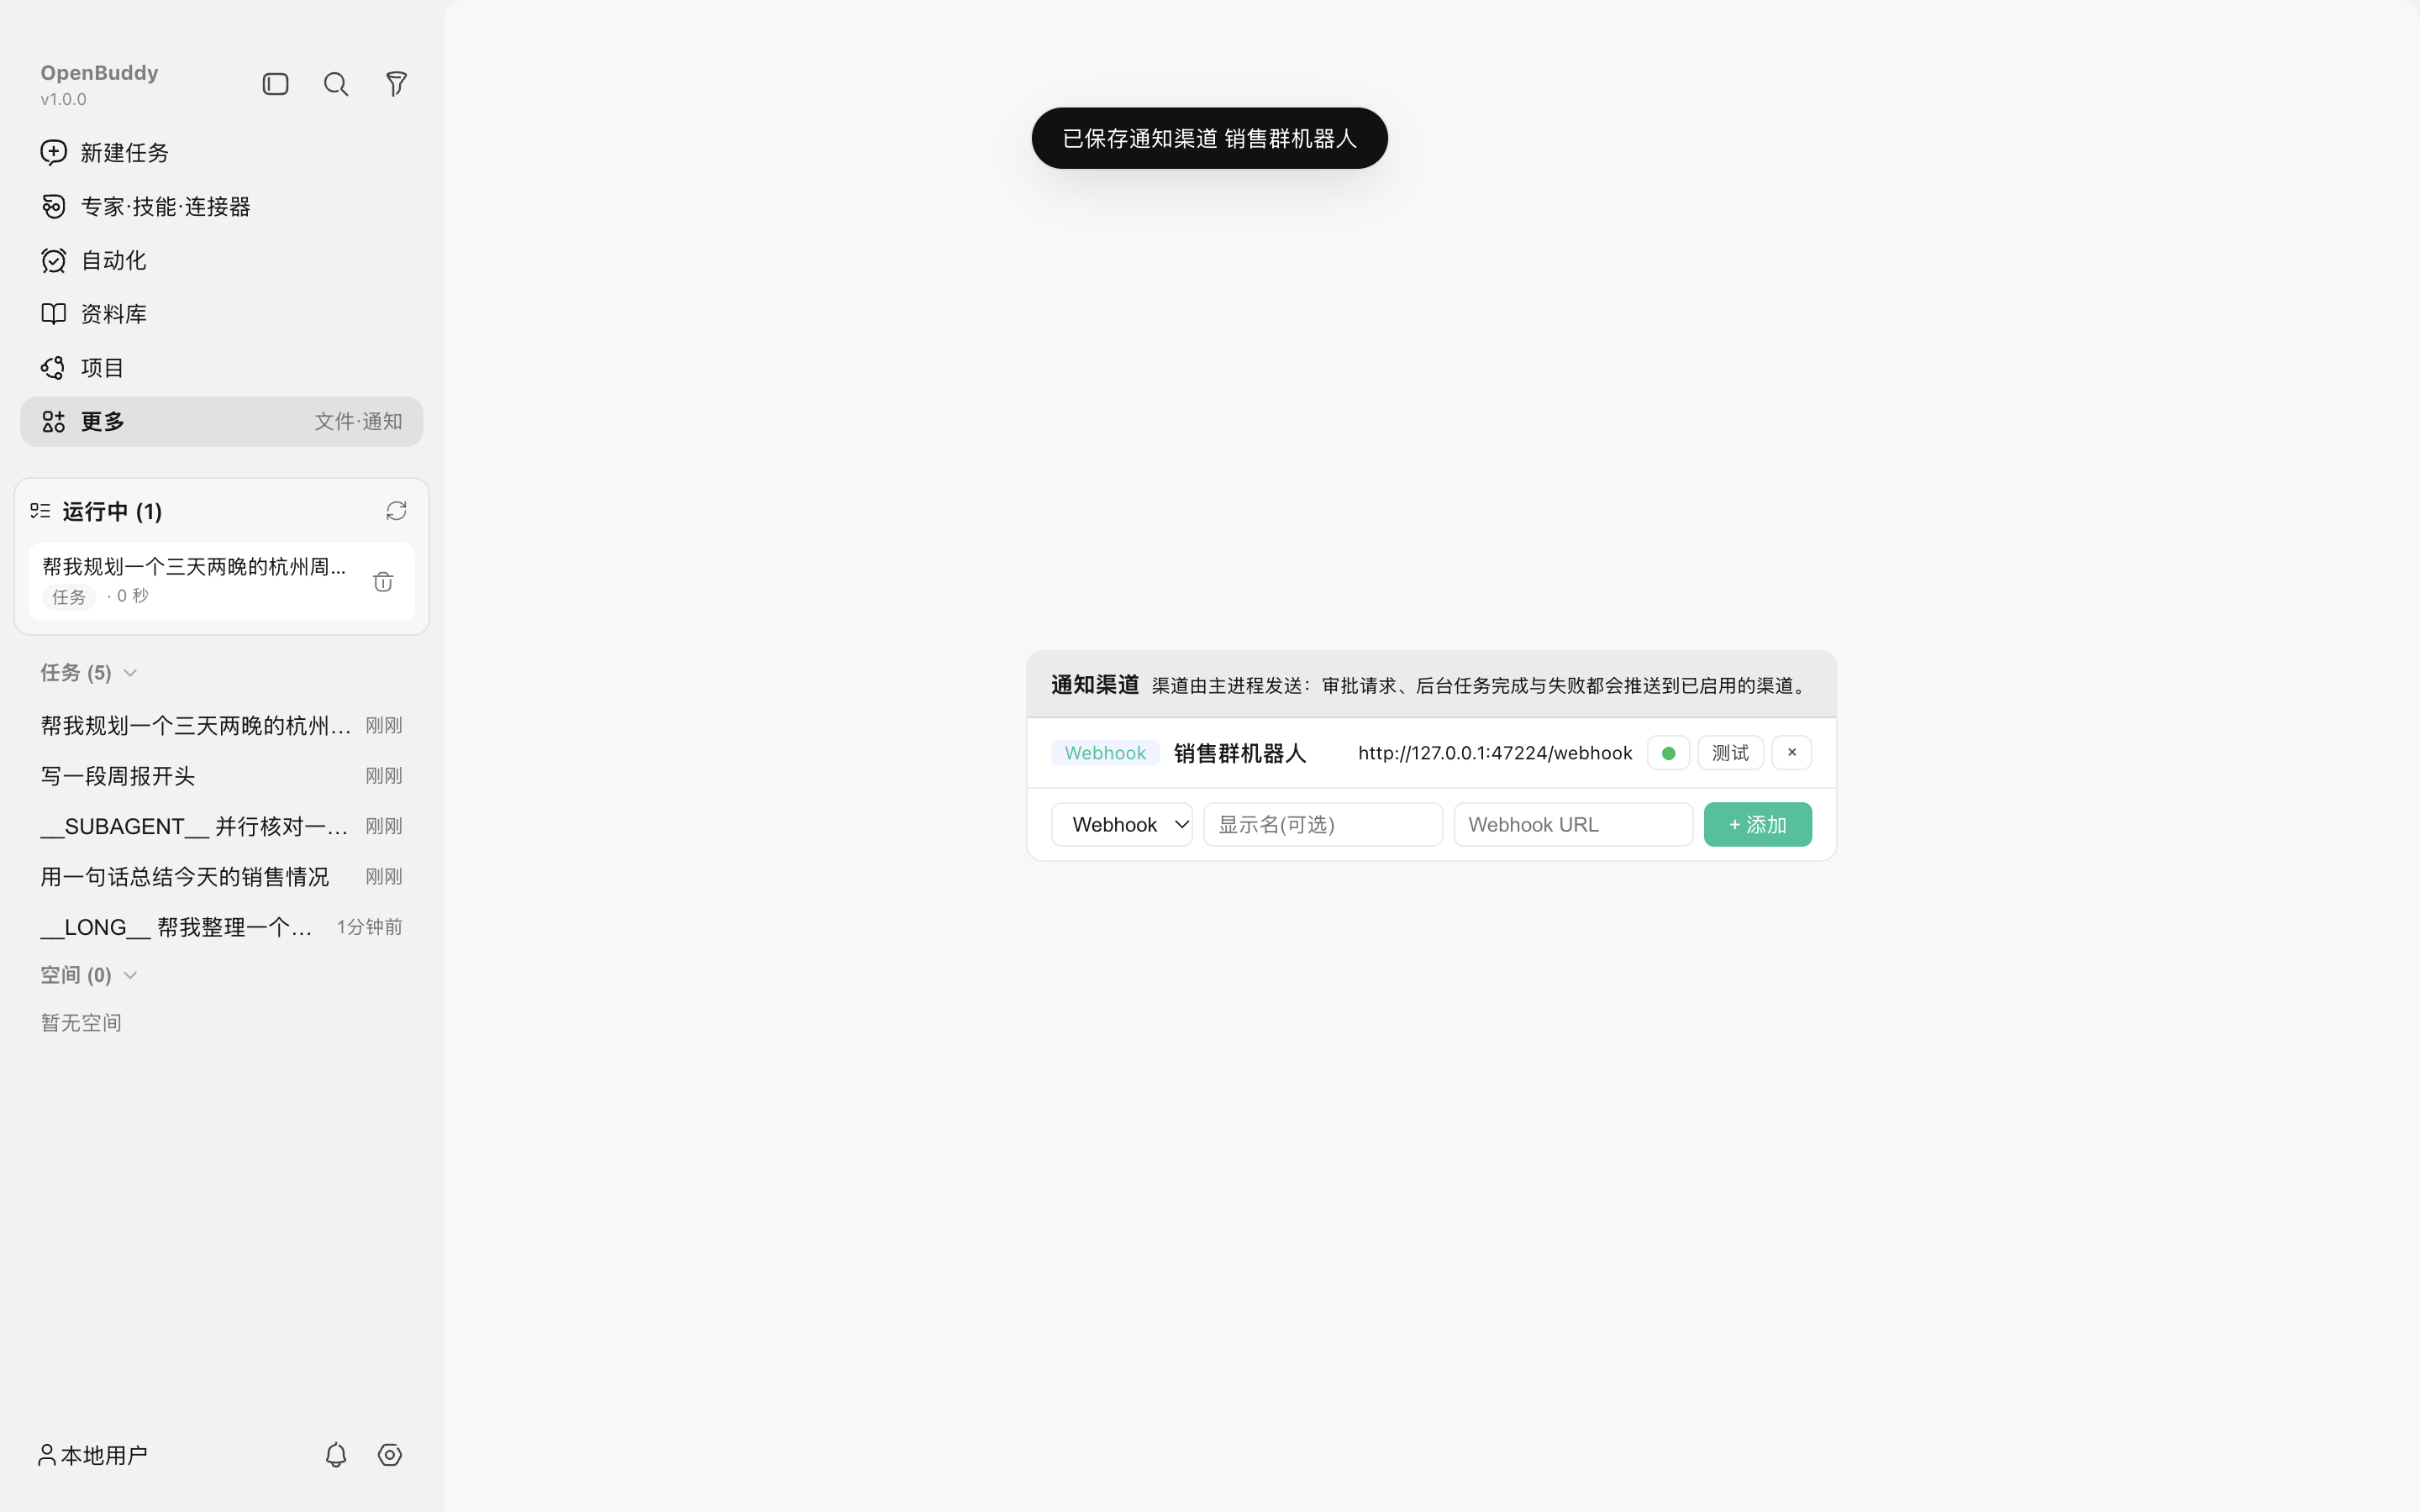 OpenBuddy
v1.0.0
新建任务
专家·技能·连接器
自动化
资料库
项目
更多 文件·通知
运行中 (1)
帮我规划一个三天两晚的杭州周...
任务 · 0 秒
任务 (5)
帮我规划一个三天两晚的杭州... 刚刚
写一段周报开头 刚刚
__SUBAGENT__ 并行核对一... 刚刚
用一句话总结今天的销售情况 刚刚
__LONG__ 帮我整理一个... 1分钟前
空间 (0)
暂无空间
本地用户
已保存通知渠道 销售群机器人
通知渠道 渠道由主进程发送：审批请求、后台任务完成与失败都会推送到已启用的渠道。
Webhook 销售群机器人 http://127.0.0.1:47224/webhook 测试 ×
Webhook 显示名(可选) Webhook URL + 添加